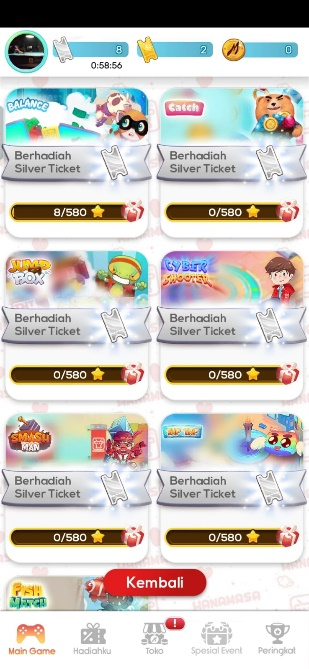 8
2
0
0:58:56
BALANCE
Catch
Berhadiah
Silver Ticket
Berhadiah
Silver Ticket
8/580
0/580
JUMP
BOX
CYBER
SHOOTER
Berhadiah
Silver Ticket
Berhadiah
Silver Ticket
0/580
0/580
SMASH
MAN
Berhadiah
Silver Ticket
Berhadiah
Silver Ticket
0/580
0/580
FISH
MATCH
Kembali
HANAMASA
Main Game
Hadiahku
Toko
!
Spesial Event
Peringkat